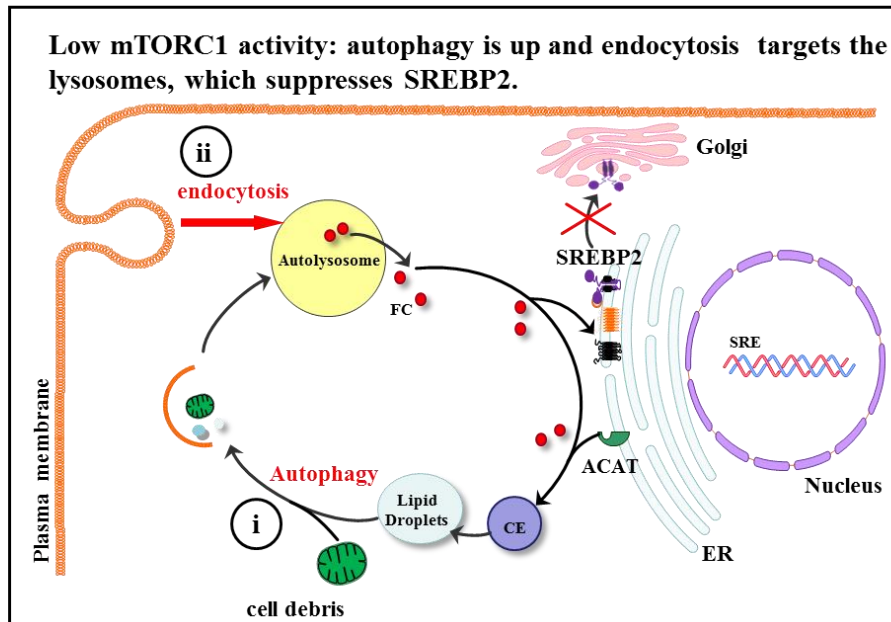 Low mTORC1 activity: autophagy is up and endocytosis targets the
lysosomes, which suppresses SREBP2.
ii
endocytosis
Golgi
Autolysosome
SREBP2
FC
SRE
Plasma membrane
Autophagy
ACAT
Lipid
Droplets
Nucleus
i
CE
ER
cell debris